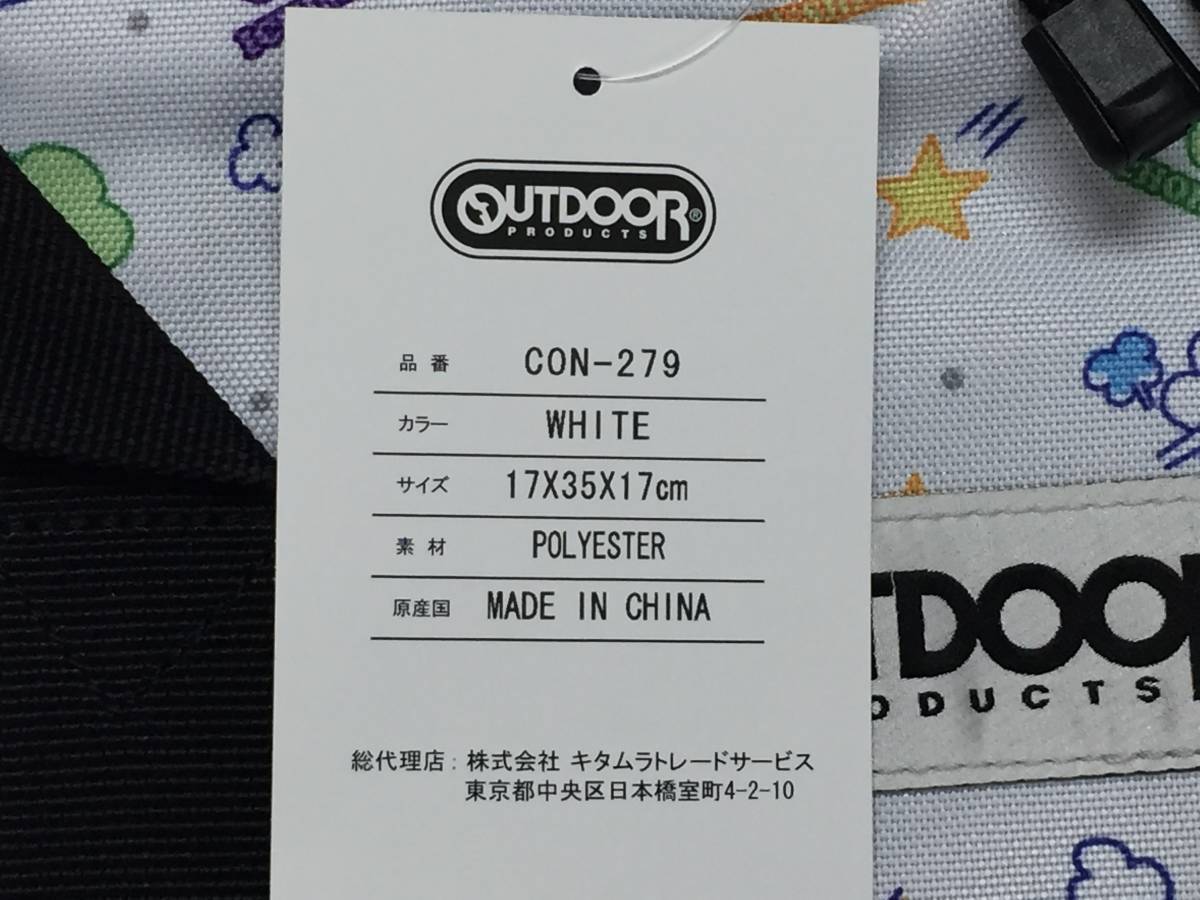 OUTDOOR®
PRODUCTS
品番 CON-279
カラー WHITE
サイズ 17X35X17cm
素材 POLYESTER
原産国 MADE IN CHINA
総代理店: 株式会社 キタムラトレードサービス
東京都中央区日本橋室町4-2-10
TDOOR
ODUCTS